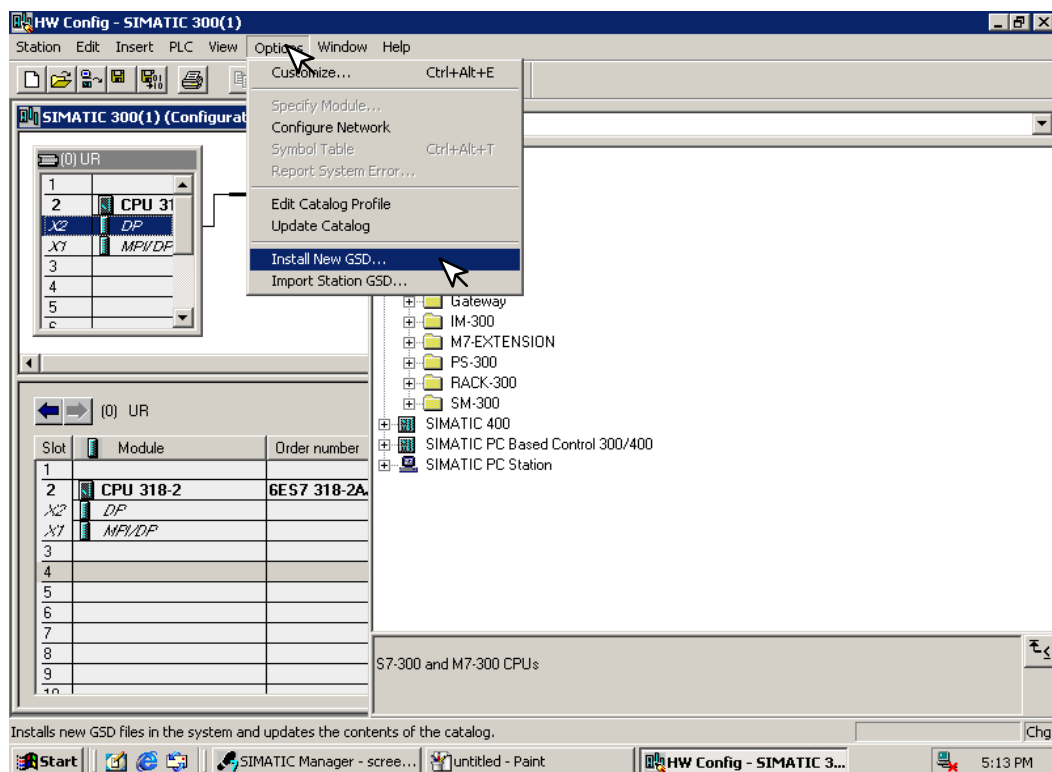 HW Config - SIMATIC 300(1)
Station Edit Insert PLC View Options Window Help
Customize... Ctrl+Alt+E
Specify Module...
Configure Network
Symbol Table Ctrl+Alt+T
Report System Error...
Edit Catalog Profile
Update Catalog
Install New GSD...
Import Station GSD...
SIMATIC 300(1) (Configurat
(0) UR
1
2 CPU 31
X2 DP
X1 MPI/DP
3
4
5
Gateway
IM-300
M7-EXTENSION
PS-300
RACK-300
SM-300
SIMATIC 400
SIMATIC PC Based Control 300/400
SIMATIC PC Station
(0) UR
Slot Module Order number
1
2 CPU 318-2 6ES7 318-2A
X2 DP
X1 MPI/DP
3
4
5
6
7
8
9
10
S7-300 and M7-300 CPUs
Installs new GSD files in the system and updates the contents of the catalog.
Chg
Start SIMATIC Manager - scree... untitled - Paint HW Config - SIMATIC 3... 5:13 PM